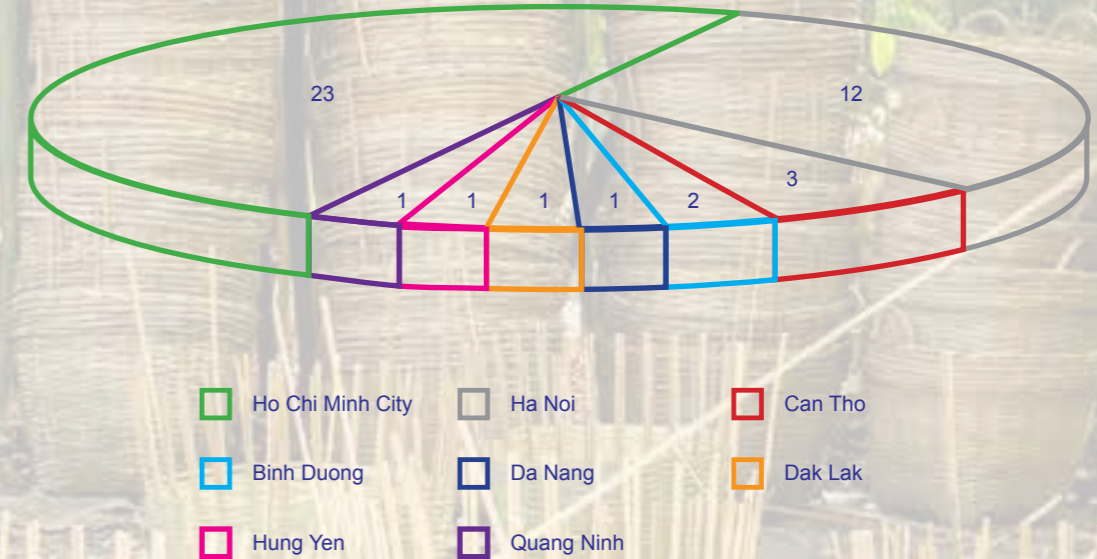 23
12
3
1 1 1 1 2
Ho Chi Minh City Ha Noi Can Tho
Binh Duong Da Nang Dak Lak
Hung Yen Quang Ninh